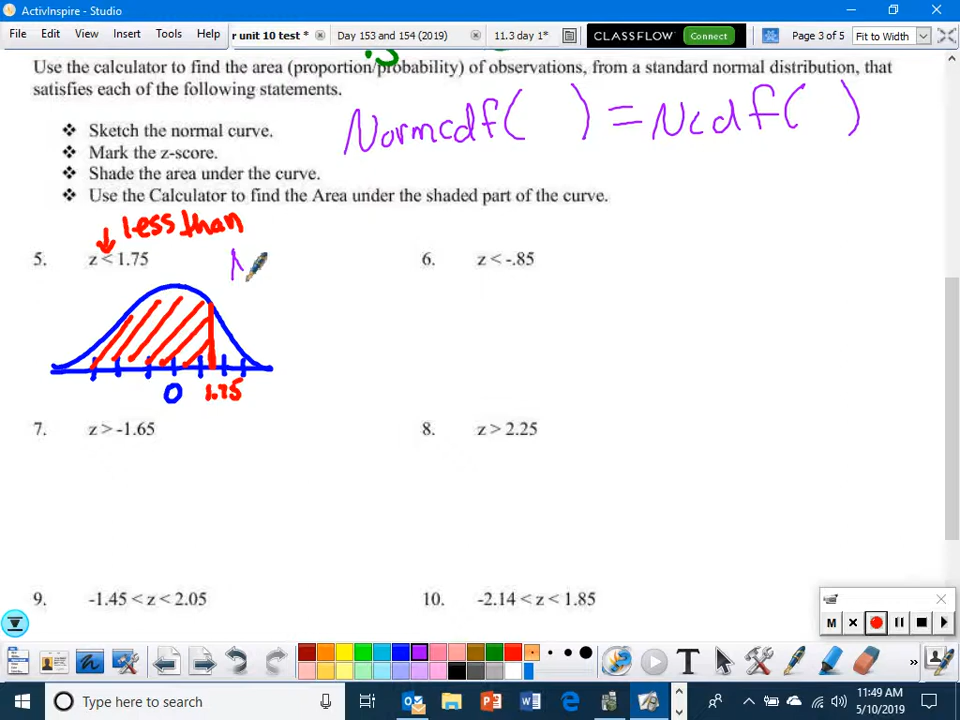 ActivInspire - Studio
File Edit View Insert Tools Help r unit 10 test * Day 153 and 154 (2019) 11.3 day 1* CLASSFLOW Connect Page 3 of 5 Fit to Width
Use the calculator to find the area (proportion/probability) of observations, from a standard normal distribution, that
satisfies each of the following statements.
Normcdf( ) = Ncdf( )
❖ Sketch the normal curve.
❖ Mark the z-score.
❖ Shade the area under the curve.
❖ Use the Calculator to find the Area under the shaded part of the curve.
less than
5. z < 1.75
6. z < -.85
0 1.75
7. z > -1.65
8. z > 2.25
9. -1.45 < z < 2.05
10. -2.14 < z < 1.85
M
T
Type here to search
11:49 AM
5/10/2019